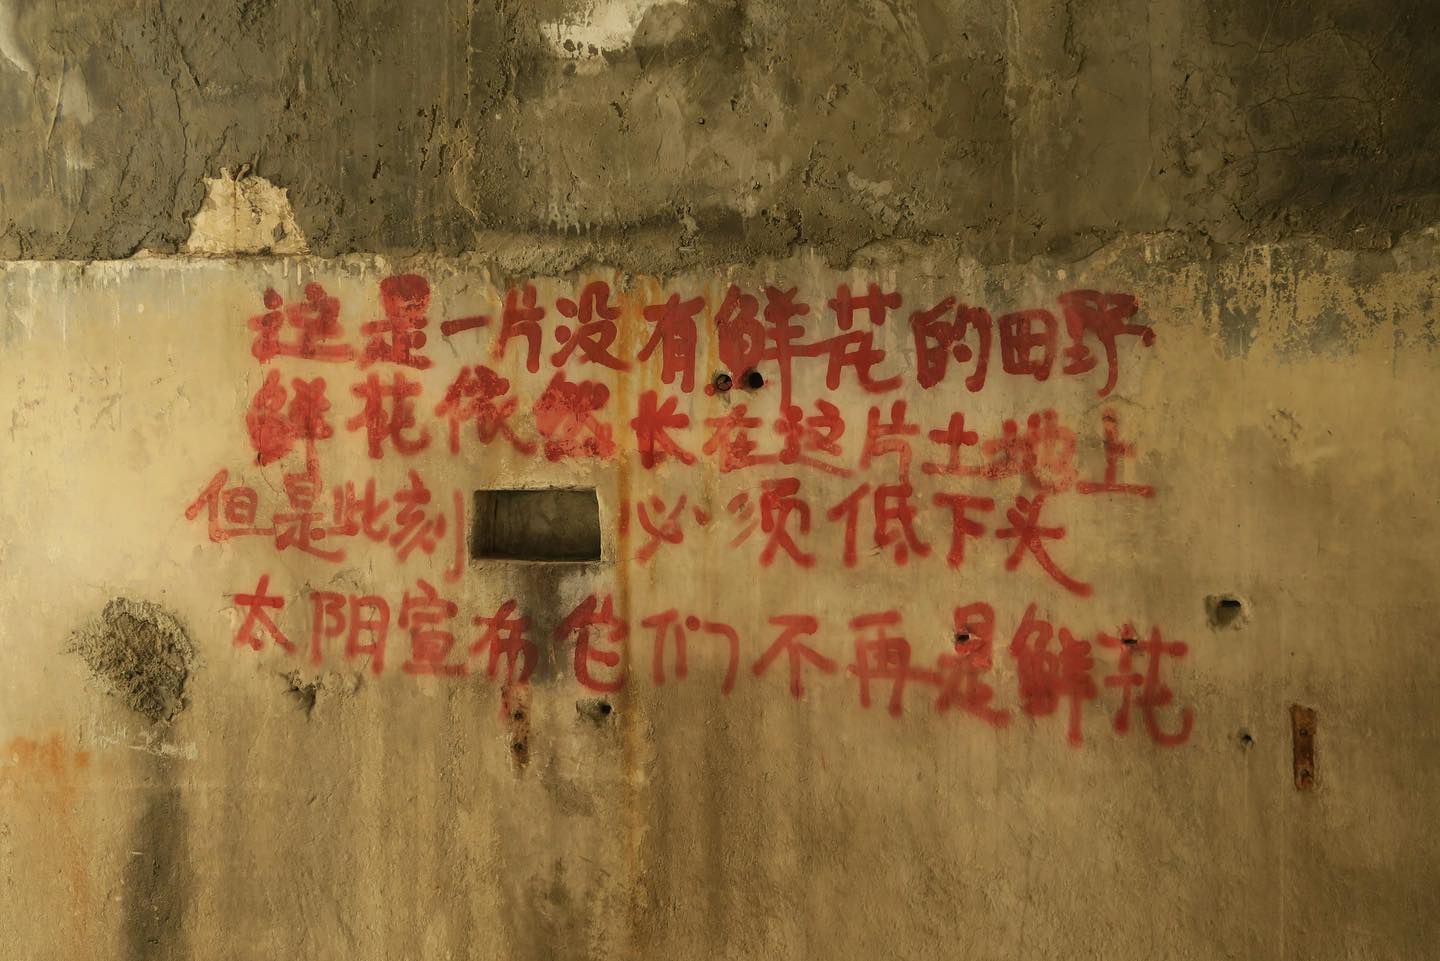 这是一片没有鲜花的田野
鲜花依然长在这片土地上
但是此刻 必须低下头
太阳宣布它们不再是鲜花